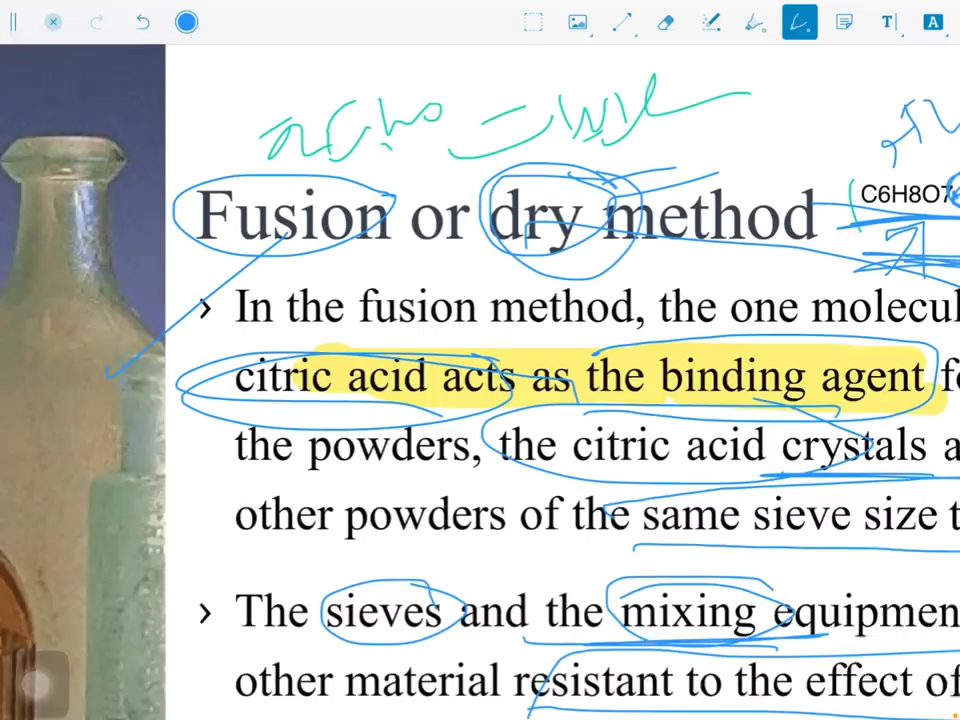 C6H8O7
Fusion or dry method
› In the fusion method, the one
citric acid acts as the binding agent
the powders, the citric acid crystals
other powders of the same sieve size
› The sieves and the mixing
other material resistant to the effect of